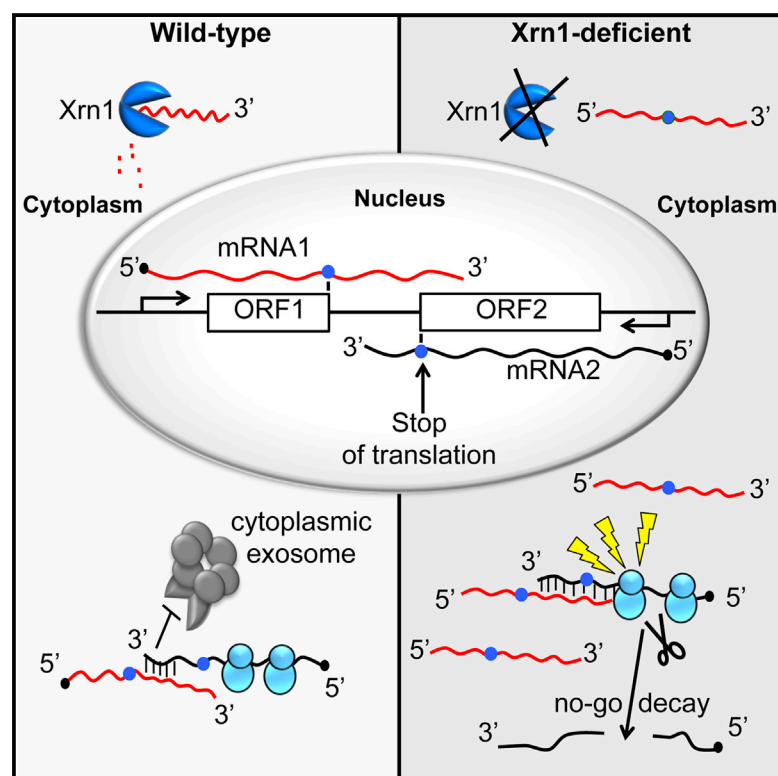 Wild-type
Xrn1-deficient
Xrn1
3’
Xrn1
5’
3’
Cytoplasm
Nucleus
Cytoplasm
5’
mRNA1
3’
ORF1
ORF2
3’
mRNA2
5’
Stop
of translation
cytoplasmic
exosome
3’
5’
5’
3’
5’
3’
3’
5’
5’
5’
3’
no-go decay
3’
5’